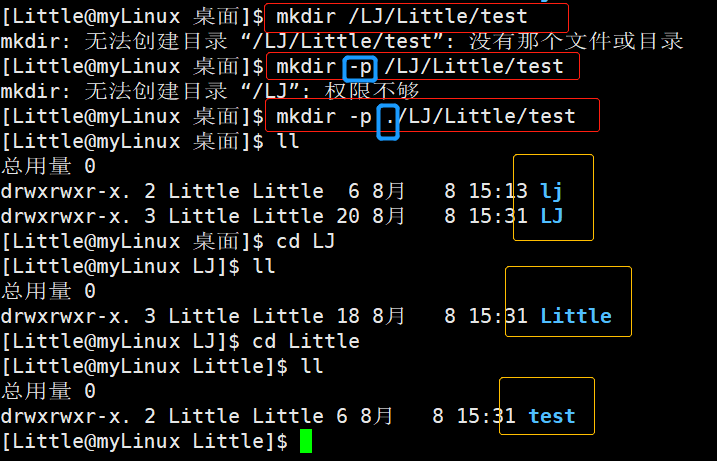 [Little@myLinux 桌面]$ mkdir /LJ/Little/test
mkdir: 无法创建目录 “/LJ/Little/test”: 没有那个文件或目录
[Little@myLinux 桌面]$ mkdir -p /LJ/Little/test
mkdir: 无法创建目录 “/LJ”: 权限不够
[Little@myLinux 桌面]$ mkdir -p ./LJ/Little/test
[Little@myLinux 桌面]$ ll
总用量 0
drwxrwxr-x. 2 Little Little  6 8月   8 15:13 lj
drwxrwxr-x. 3 Little Little 20 8月   8 15:31 LJ
[Little@myLinux 桌面]$ cd LJ
[Little@myLinux LJ]$ ll
总用量 0
drwxrwxr-x. 3 Little Little 18 8月   8 15:31 Little
[Little@myLinux LJ]$ cd Little
[Little@myLinux Little]$ ll
总用量 0
drwxrwxr-x. 2 Little Little 6 8月   8 15:31 test
[Little@myLinux Little]$